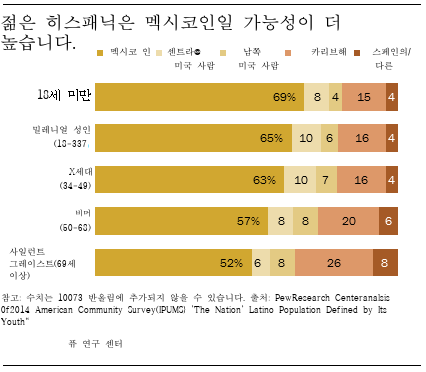 젊은 히스패닉은 멕시코인일 가능성이 더
높습니다.
멕시코 인 센트라 남쪽 카리브해 스페인의/
미국 사람 미국 사람 다른
18세 미만
69% 8 4 15 4
밀레니얼 성인
(18-337.
65% 10 6 16 4
X세대
(34-49)
63% 10 7 16 4
비머
(50-68)
57% 8 8 20 6
사일런트
그레이스트(69세
이상)
52% 6 8 26 8
참고: 수치는 10073 반올림에 추가되지 않을 수 있습니다. 출처: PewResearch Centeranalsis
0f2014 American Community Survey(IPUMS) 'The Nation' Latino Population Defined by Its
Youth"
퓨 연구 센터